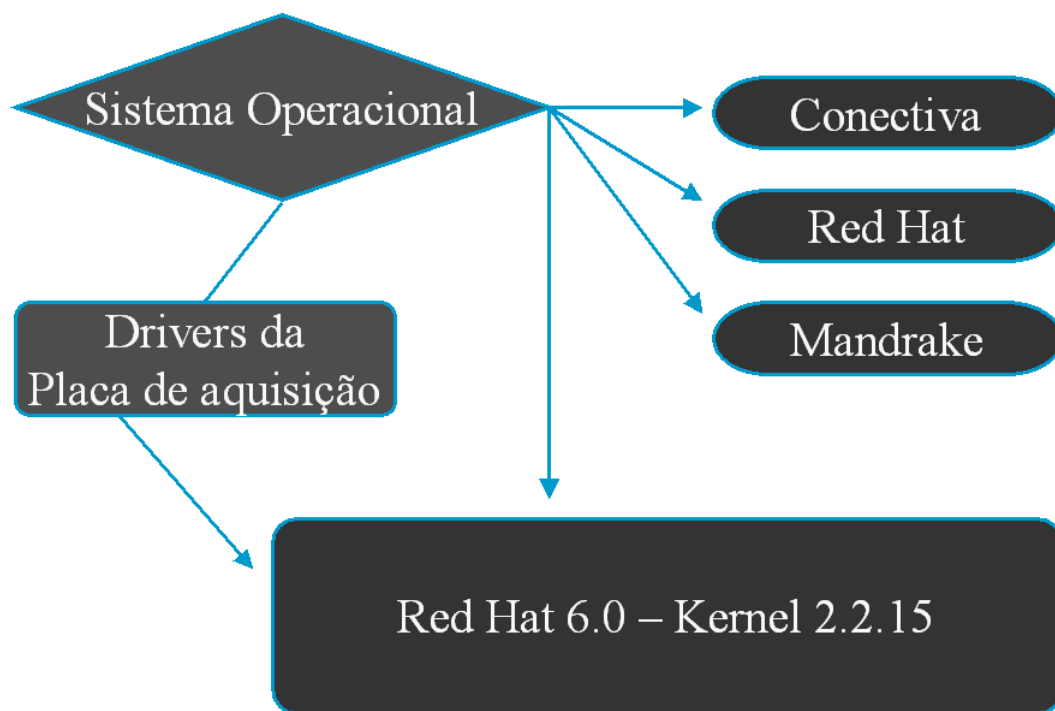 Sistema Operacional
Conectiva
Red Hat
Mandrake
Drivers da
Placa de aquisição
Red Hat 6.0 – Kernel 2.2.15